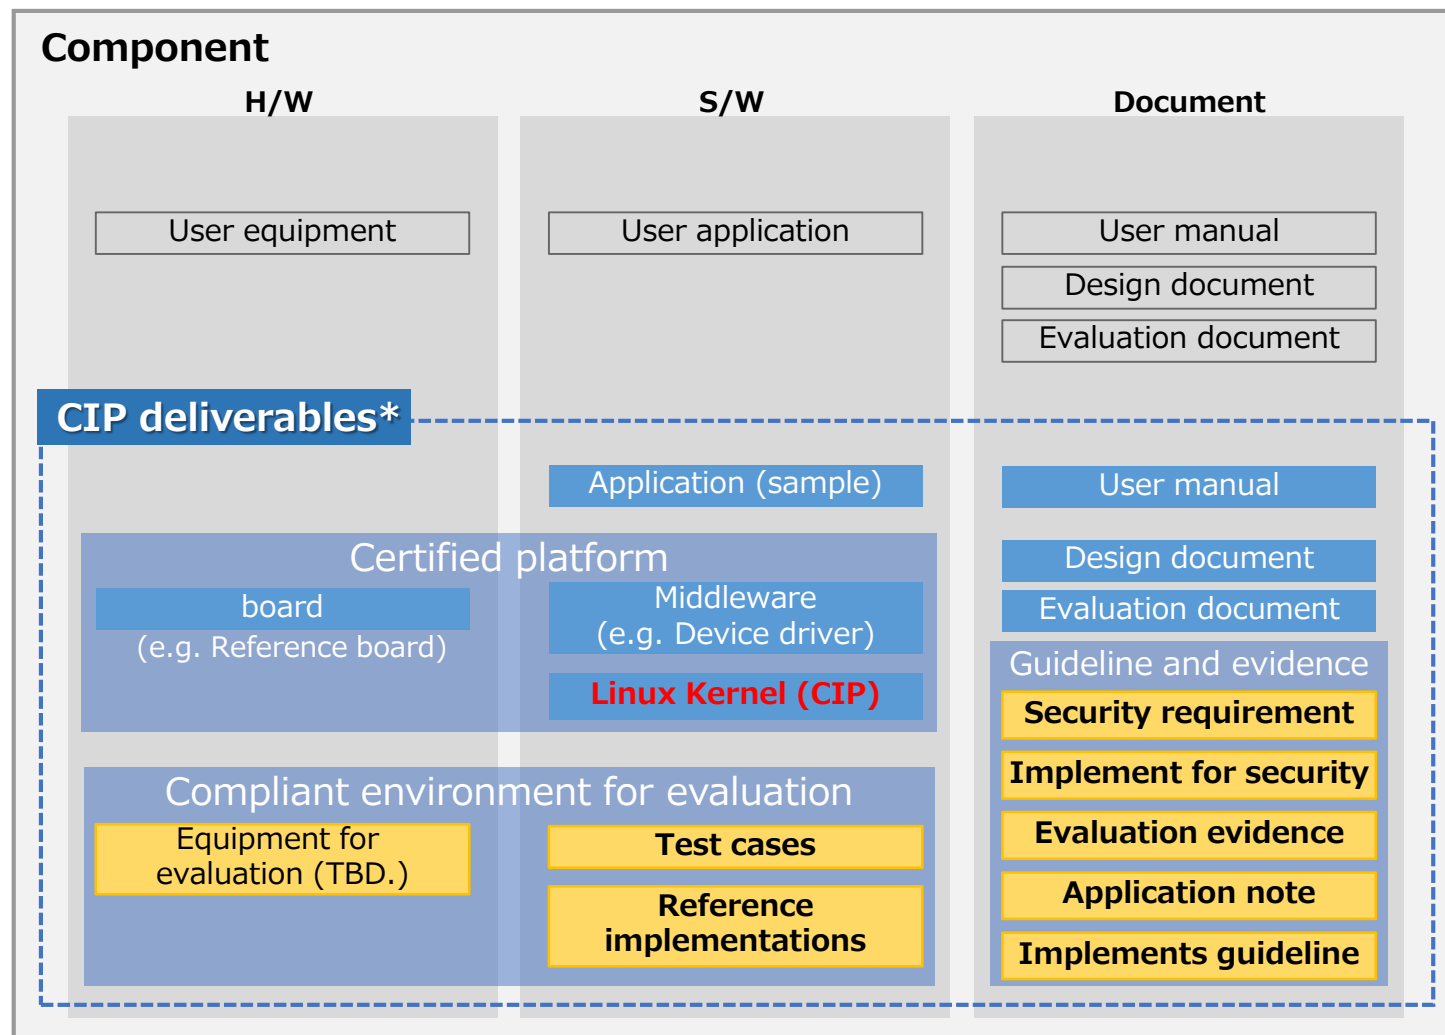 Component
H/W
S/W
Document
User equipment
User application
User manual
Design document
Evaluation document
CIP deliverables*
Application (sample)
User manual
Certified platform
Design document
board
(e.g. Reference board)
Middleware
(e.g. Device driver)
Evaluation document
Linux Kernel (CIP)
Guideline and evidence
Security requirement
Implement for security
Evaluation evidence
Application note
Implements guideline
Compliant environment for evaluation
Equipment for
evaluation (TBD.)
Test cases
Reference
implementations